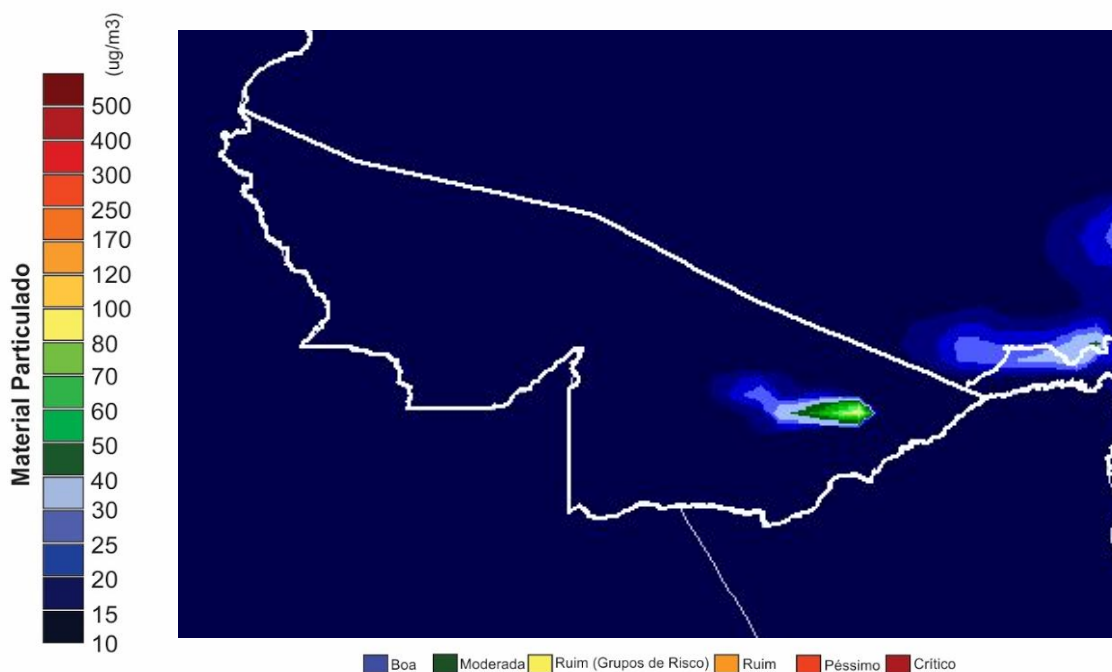 (ug/m3)
Material Particulado
500
400
300
250
170
120
100
80
70
60
50
40
30
25
20
15
10
Boa
Moderada
Ruim (Grupos de Risco)
Ruim
Péssimo
Crítico